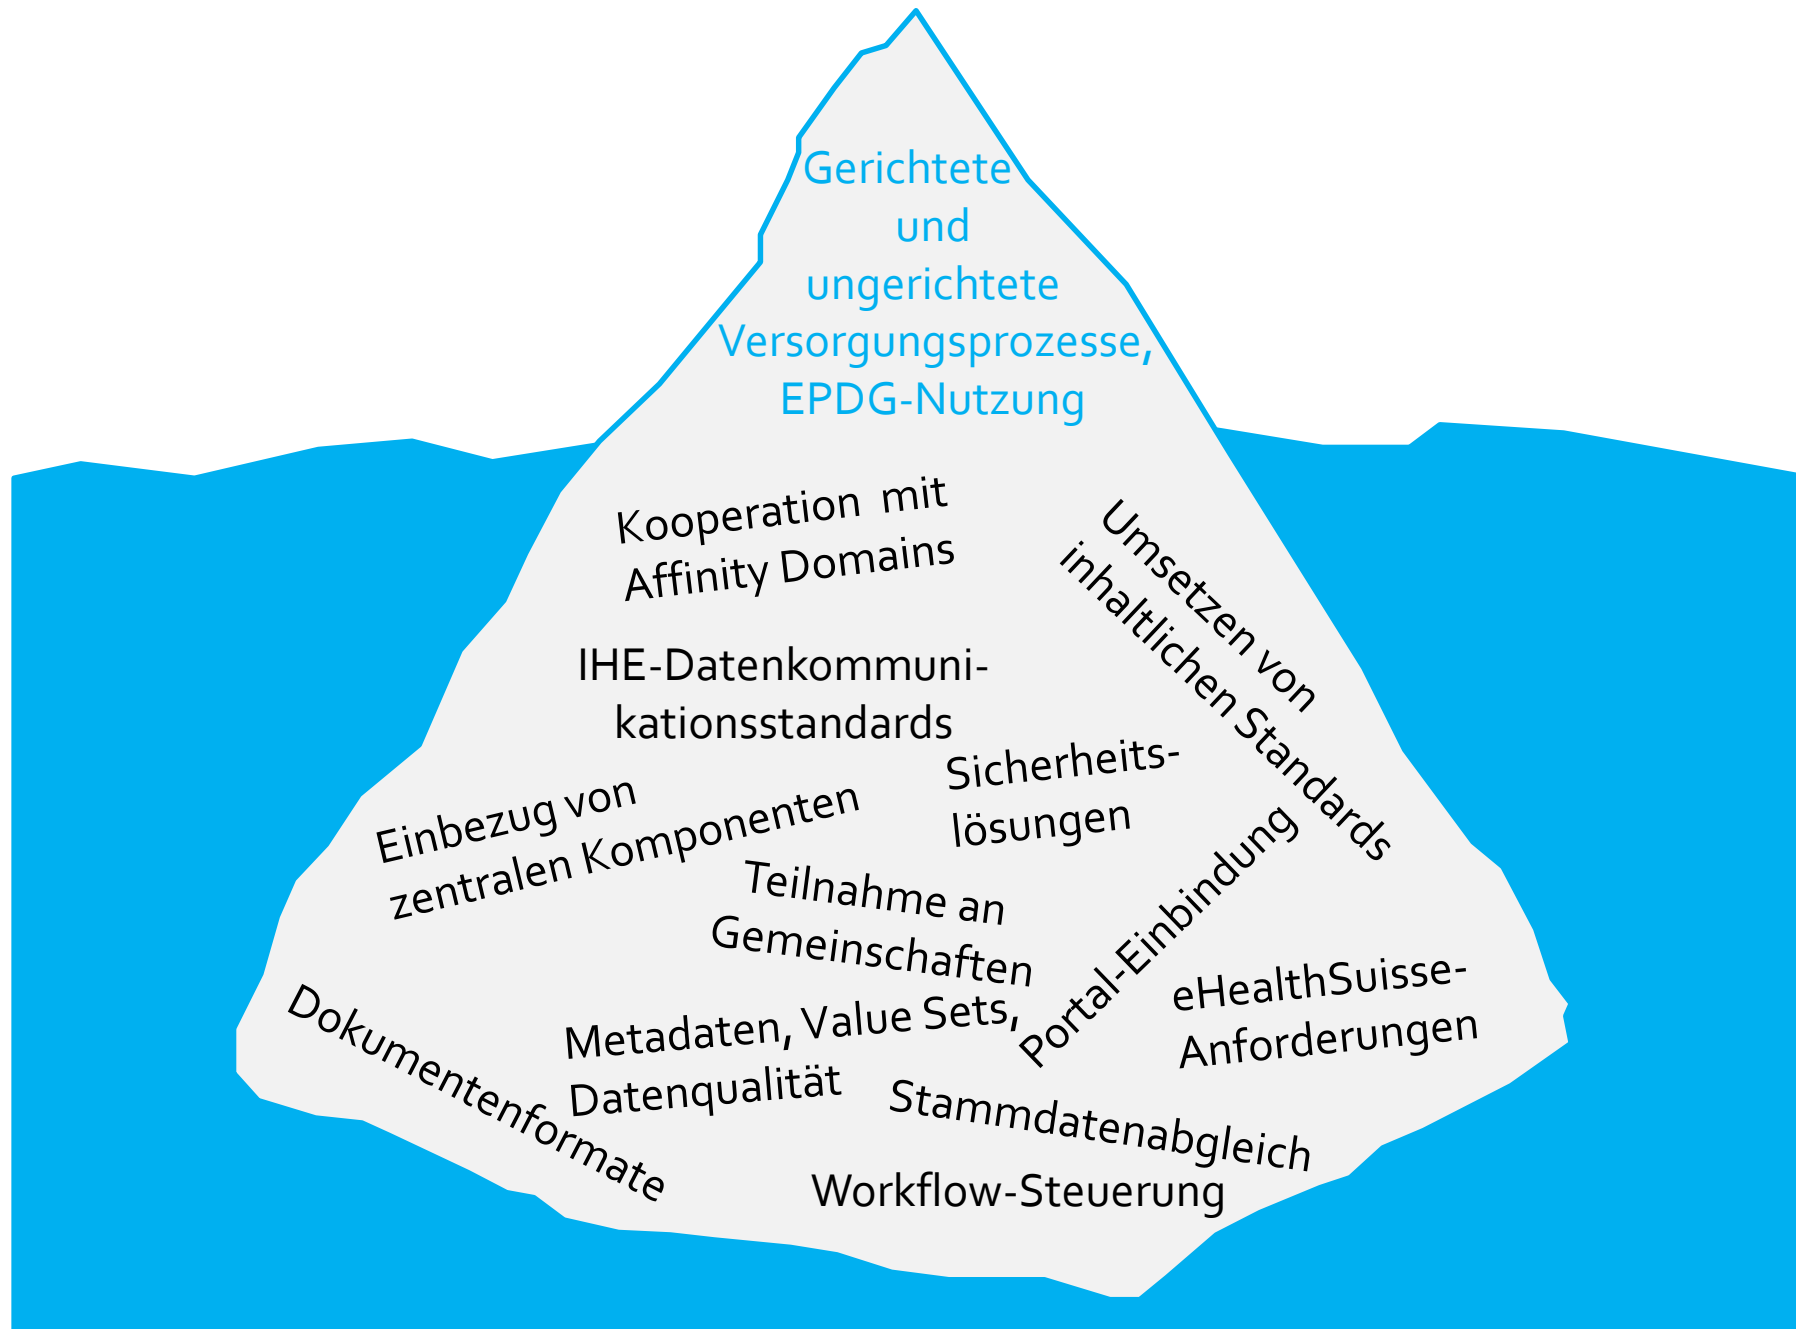 Gerichtete
und
ungerichtete
Versorgungsprozesse,
EPDG-Nutzung
Kooperation mit
Affinity Domains
Umsetzen von
inhaltlichen Standards
IHE-Datenkommuni-
kationsstandards
Sicherheits-
lösungen
Einbezug von
zentralen Komponenten
Teilnahme an
Gemeinschaften
Portal-Einbindung
eHealthSuisse-
Anforderungen
Metadaten, Value Sets,
Datenqualität
Dokumentenformate
Stammdatenabgleich
Workflow-Steuerung